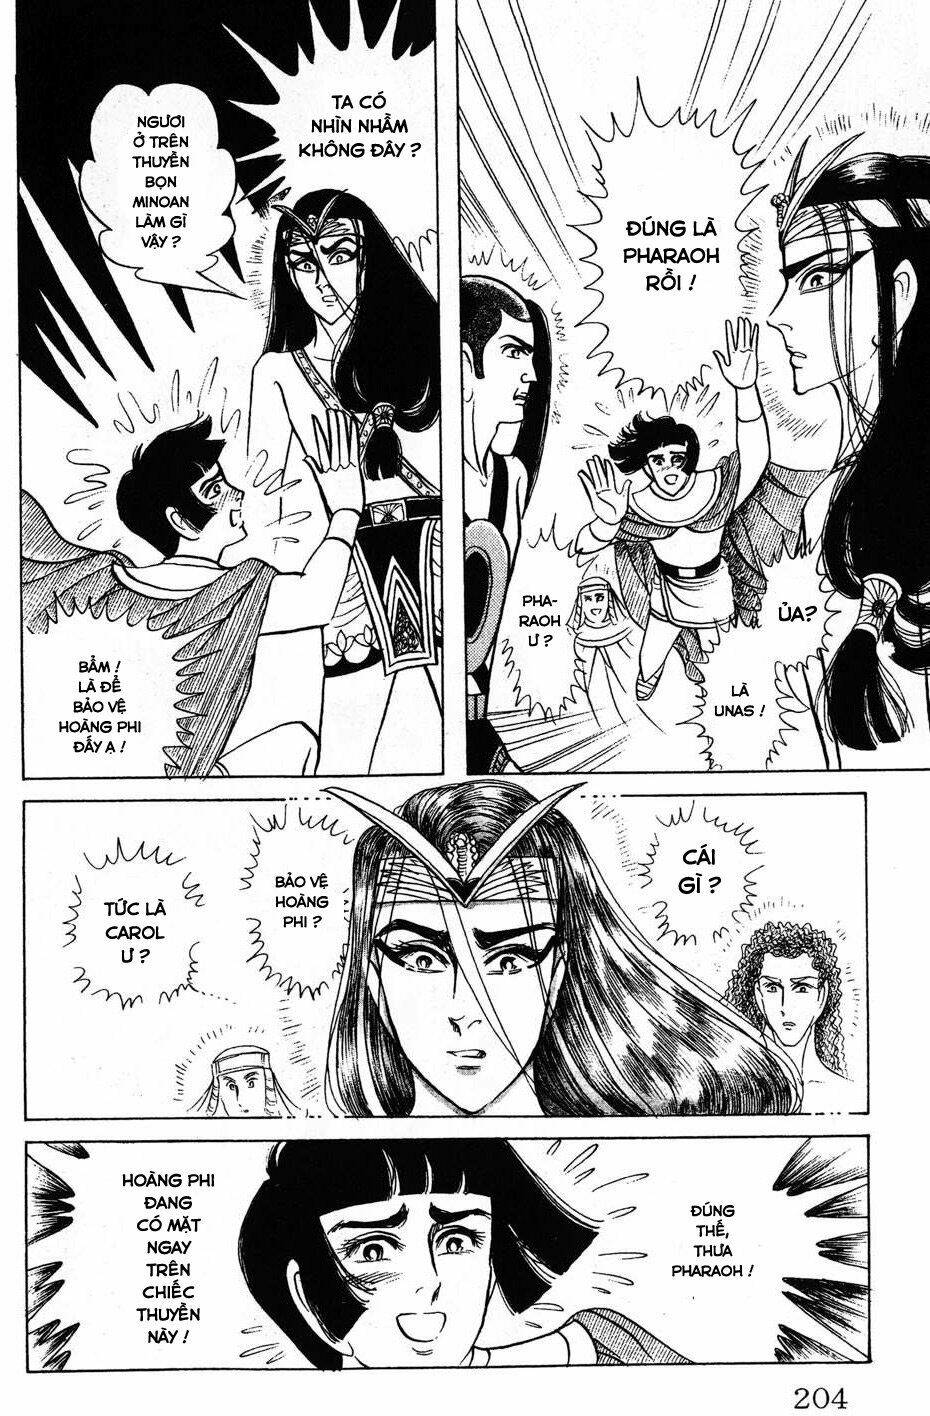 ĐÚNG LÀ
PHARAOH
RỒI !
ỦA?
LÀ
UNAS !
PHA-
RAOH
Ư ?
TA CÓ
NHÌN NHẦM
KHÔNG ĐÂY ?
NGƯƠI
Ở TRÊN
THUYỀN
BỌN
MINOAN
LÀM GÌ
VẬY ?
BẨM !
LÀ ĐỂ
BẢO VỆ
HOÀNG PHI
ĐẤY Ạ !
CÁI
GÌ ?
BẢO VỆ
HOÀNG
PHI ?
TỨC LÀ
CAROL
Ư ?
ĐÚNG
THẾ,
THƯA
PHARAOH !
HOÀNG PHI
ĐANG
CÓ MẶT
NGAY
TRÊN
CHIẾC
THUYỀN
NÀY !
204